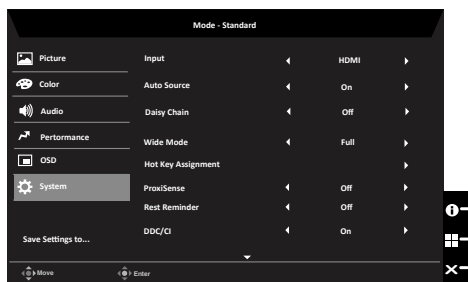 Mode - Standard
Picture
Input HDMI
Color
Auto Source On
Audio
Daisy Chain Off
Pertormance
Wide Mode Full
OSD
Hot Key Assignment
System
ProxiSense Off
Rest Reminder Off
DDC/CI On
Save Settings to...
Move Enter